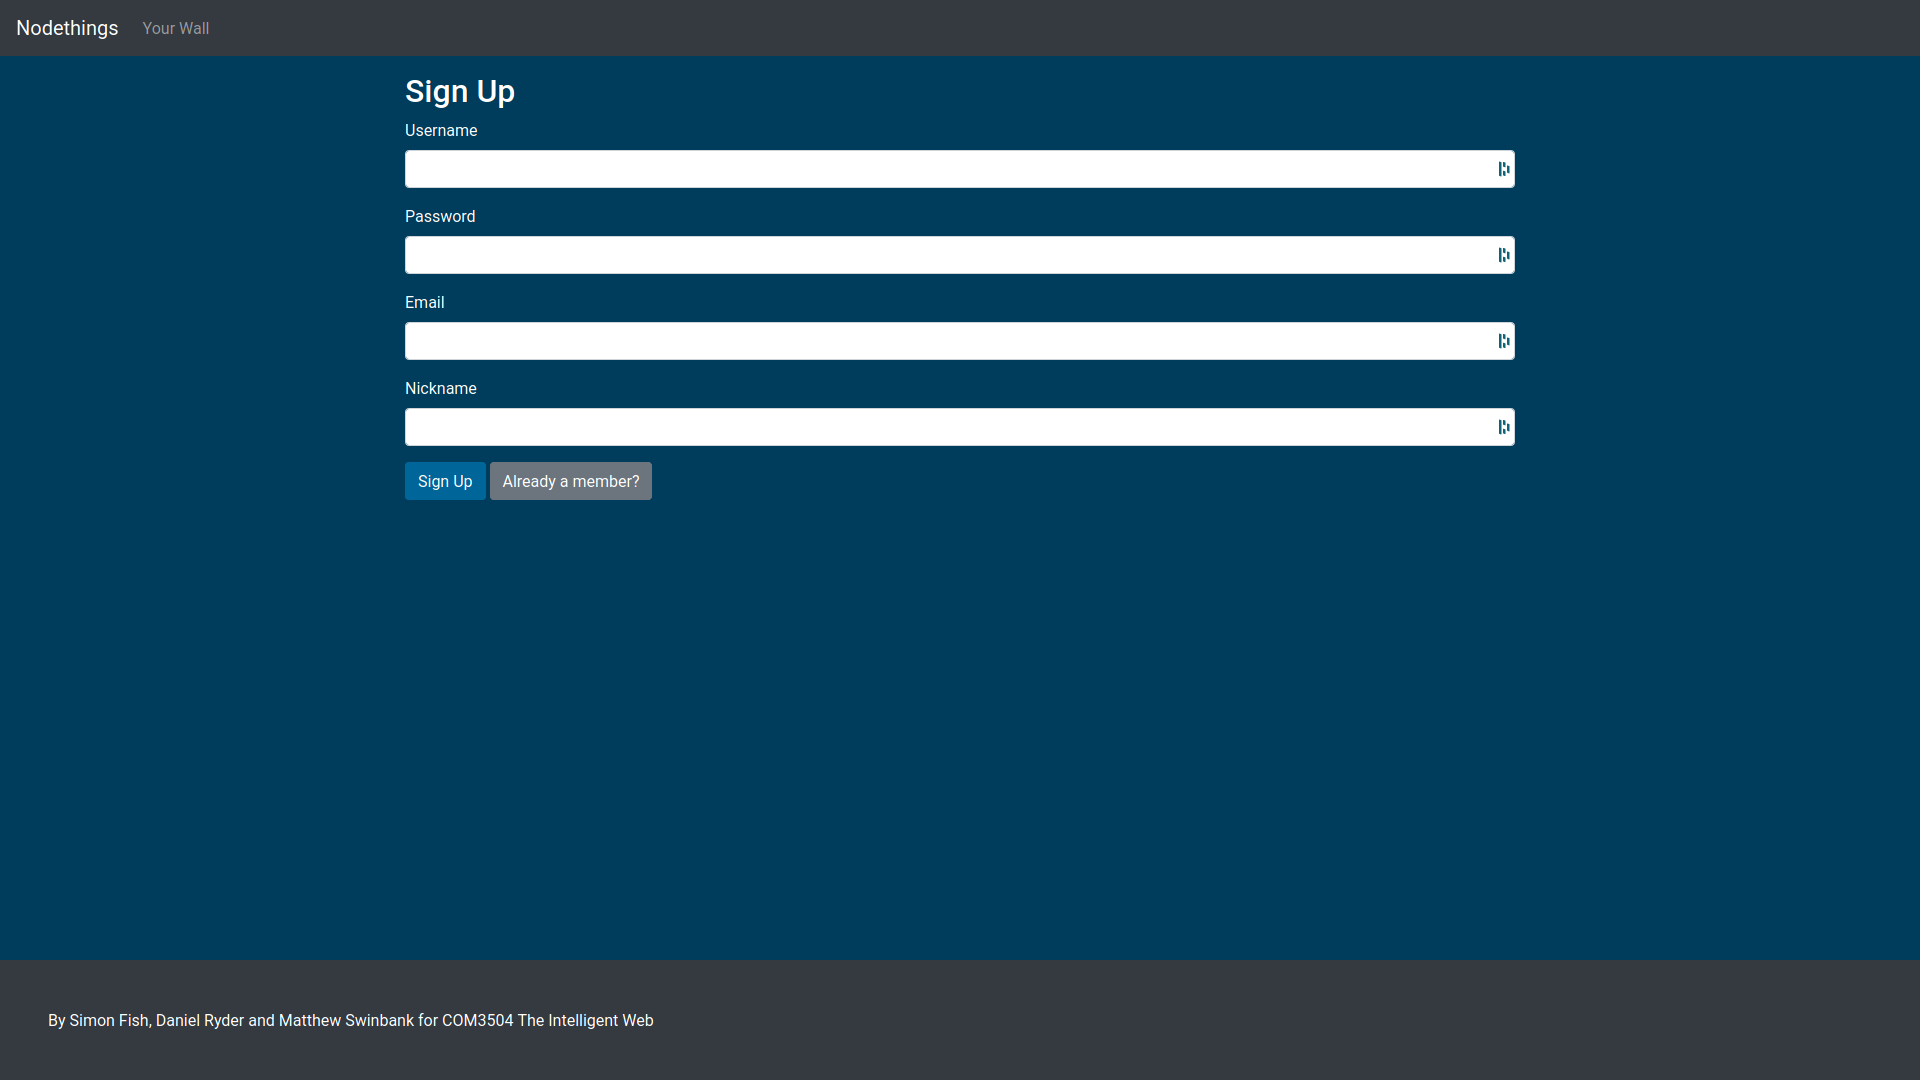 Nodethings Your Wall
Sign Up
Username
Password
Email
Nickname
Sign Up Already a member?
By Simon Fish, Daniel Ryder and Matthew Swinbank for COM3504 The Intelligent Web